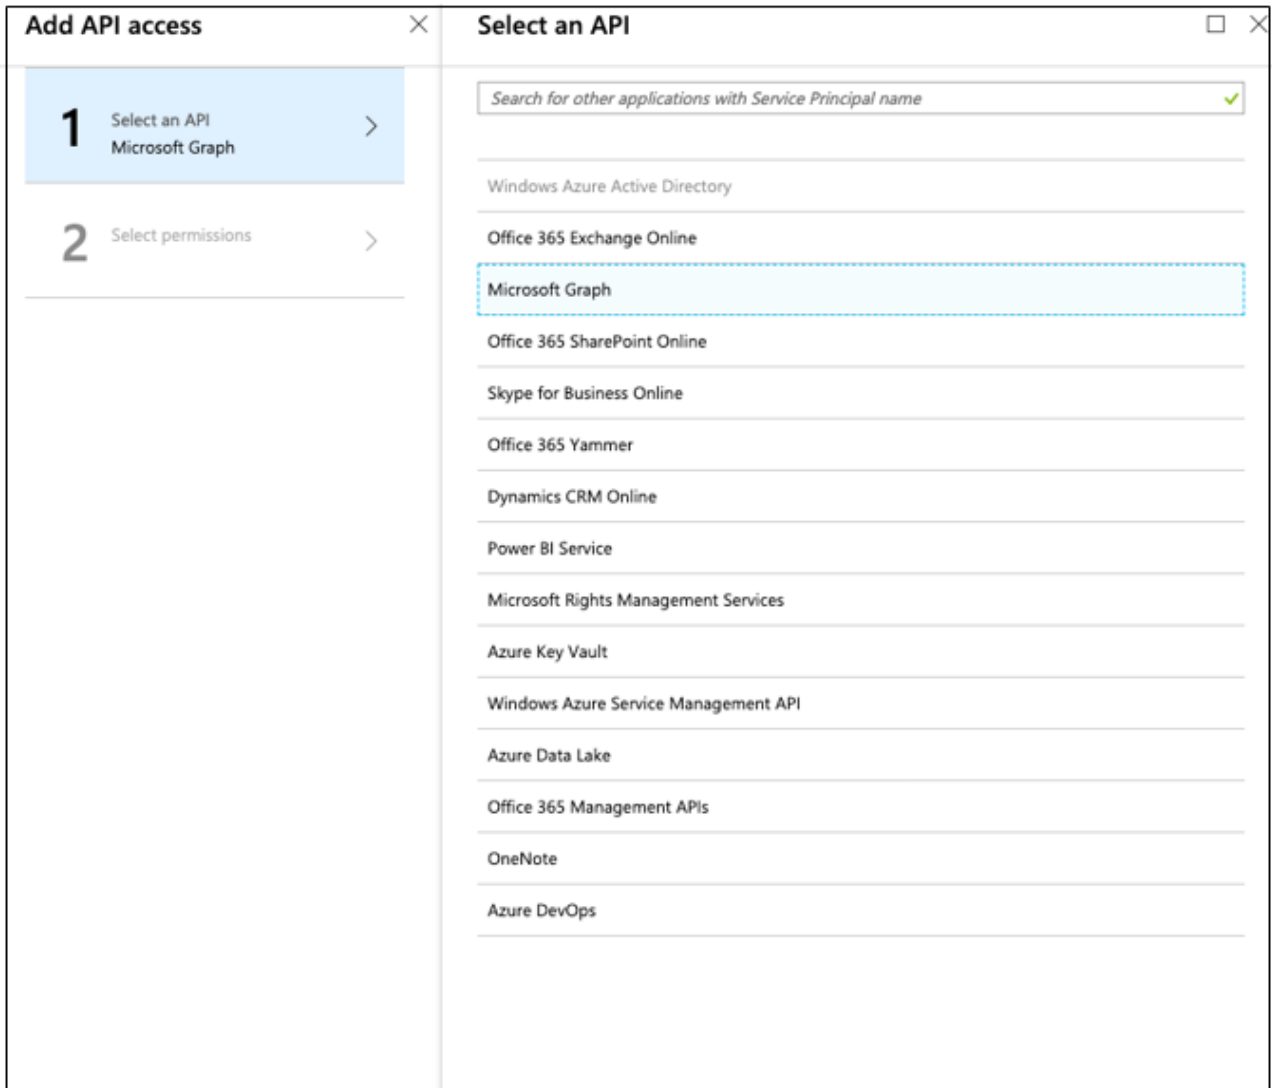 Add API access
1
Select an API
Microsoft Graph
2
Select permissions
Select an API
Search for other applications with Service Principal name
Windows Azure Active Directory
Office 365 Exchange Online
Microsoft Graph
Office 365 SharePoint Online
Skype for Business Online
Office 365 Yammer
Dynamics CRM Online
Power BI Service
Microsoft Rights Management Services
Azure Key Vault
Windows Azure Service Management API
Azure Data Lake
Office 365 Management APIs
OneNote
Azure DevOps